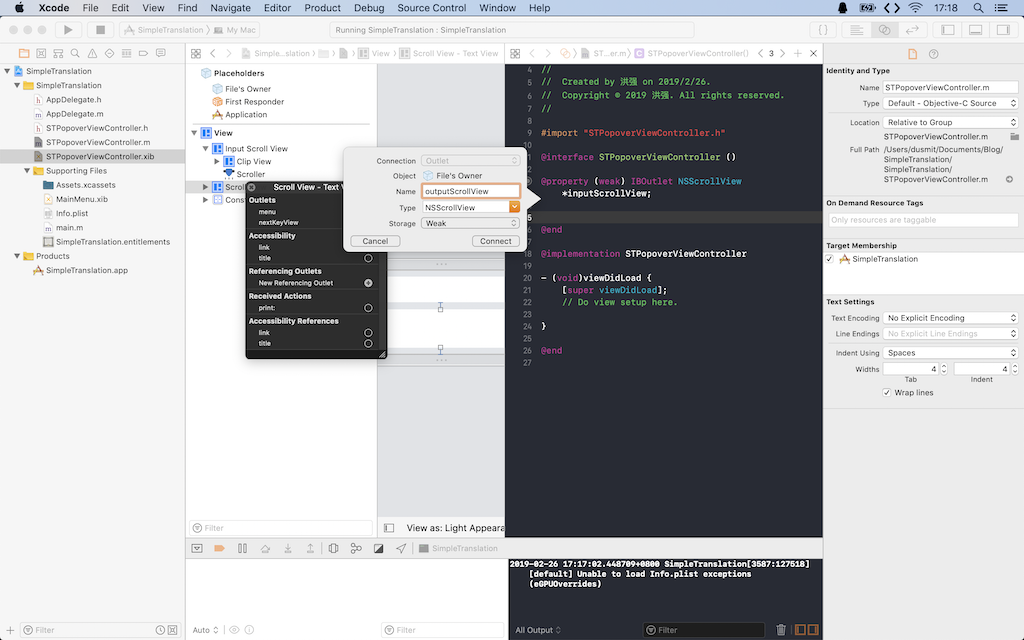 Xcode File Edit View Find Navigate Editor Product Debug Source Control Window Help 17:18
SimpleTranslation My Mac
Running SimpleTranslation : SimpleTranslation
Simple...slation View Scroll View - Text View
ST...er.m) STPopoverViewController() 3
SimpleTranslation
SimpleTranslation
AppDelegate.h
AppDelegate.m
STPopoverViewController.h
STPopoverViewController.m
STPopoverViewController.xib
Supporting Files
Assets.xcassets
MainMenu.xib
Info.plist
main.m
SimpleTranslation.entitlements
Products
SimpleTranslation.app
Filter
Placeholders
File's Owner
First Responder
Application
View
Input Scroll View
Clip View
Scroller
Scroll
Cons
Filter
Scroll View - Text V
Outlets
menu
nextKeyView
Accessibility
link
title
Referencing Outlets
New Referencing Outlet
Received Actions
print:
Accessibility References
link
title
Connection Outlet
Object File's Owner
Name outputScrollView
Type NSScrollView
Storage Weak
Cancel Connect
View as: Light Appeara
4 //
5 // Created by 洪强 on 2019/2/26.
6 // Copyright © 2019 洪强. All rights reserved.
7 //
8
9 #import "STPopoverViewController.h"
@interface STPopoverViewController ()
@property (weak) IBOutlet NSScrollView
*inputScrollView;
@end
18 @implementation STPopoverViewController
19
20 - (void)viewDidLoad {
21 [super viewDidLoad];
22 // Do view setup here.
23
24 }
25
26 @end
27
SimpleTranslation
Auto
Filter
2019-02-26 17:17:02.448709+0800 SimpleTranslation[3587:127518]
[default] Unable to load Info.plist exceptions
(eGPUOverrides)
All Output
Filter
Identity and Type
Name STPopoverViewController.m
Type Default - Objective-C Source
Location Relative to Group
STPopoverViewController.m
Full Path /Users/dusmit/Documents/Blog/
SimpleTranslation/
SimpleTranslation/
STPopoverViewController.m
On Demand Resource Tags
Only resources are taggable
Target Membership
SimpleTranslation
Text Settings
Text Encoding No Explicit Encoding
Line Endings No Explicit Line Endings
Indent Using Spaces
Widths 4 4
Tab Indent
Wrap lines